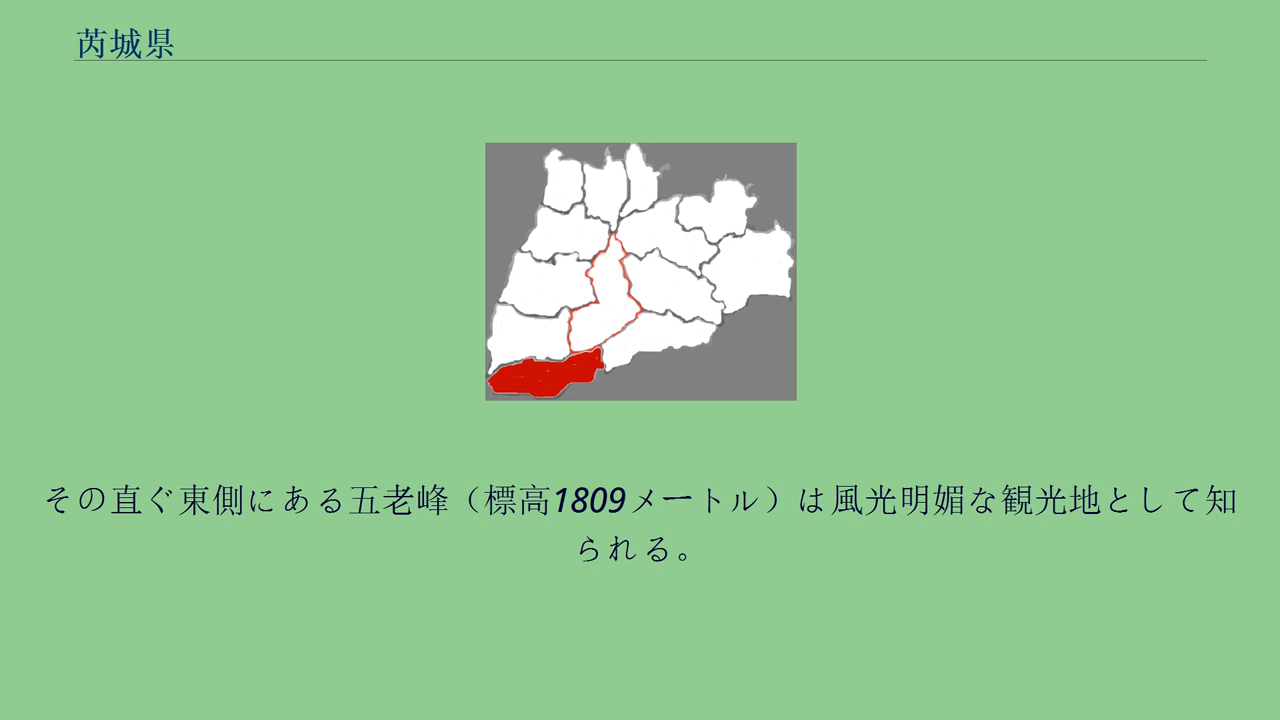 芮城県
その直ぐ東側にある五老峰（標高1809メートル）は風光明媚な観光地として知
られる。